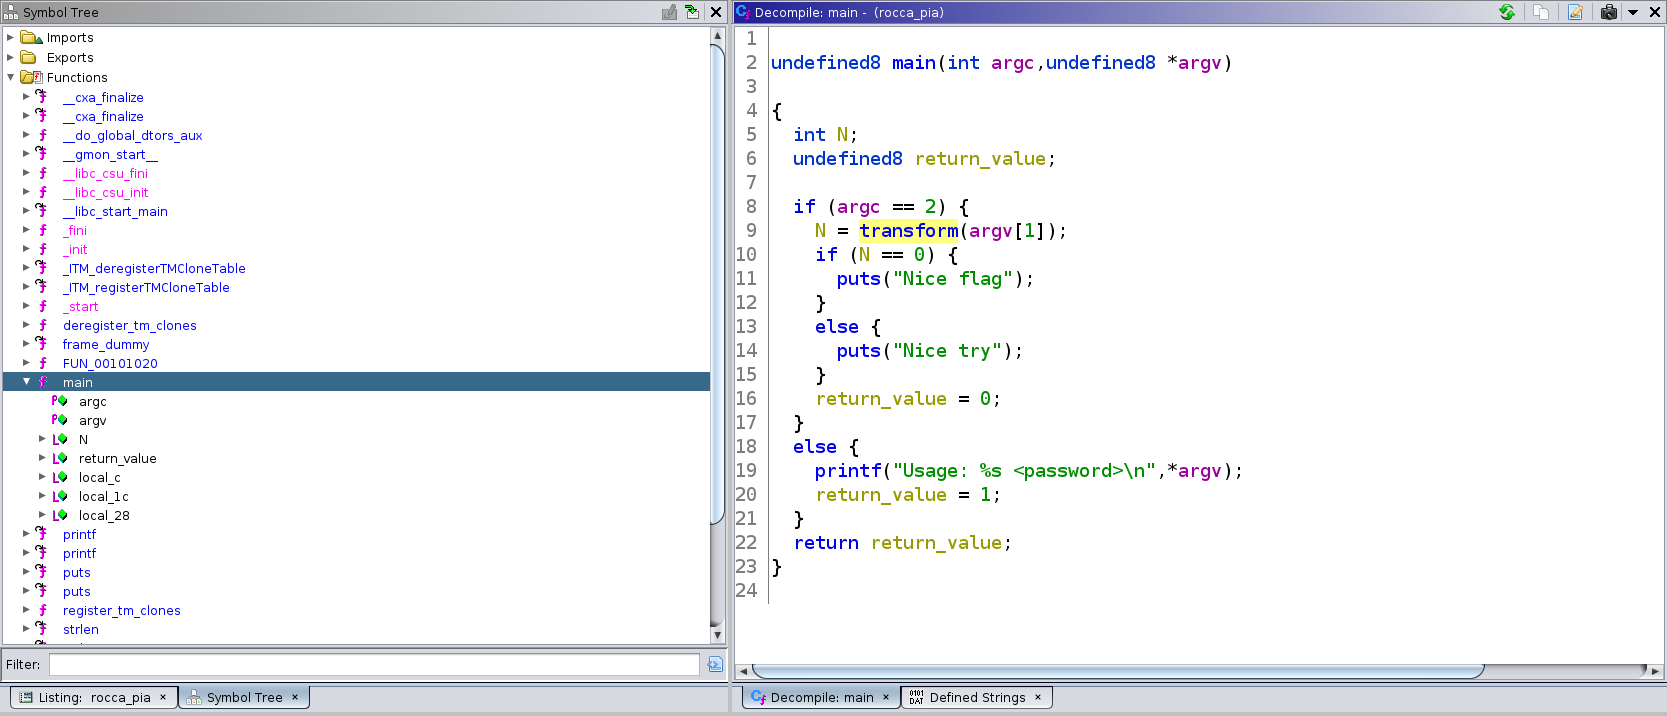 Symbol Tree
Imports
Exports
Functions
__cxa_finalize
__cxa_finalize
__do_global_dtors_aux
__gmon_start__
__libc_csu_fini
__libc_csu_init
__libc_start_main
_fini
_init
_ITM_deregisterTMCloneTable
_ITM_registerTMCloneTable
_start
deregister_tm_clones
frame_dummy
FUN_00101020
main
argc
argv
N
return_value
local_c
local_1c
local_28
printf
printf
puts
puts
register_tm_clones
strlen
Filter:
Listing: rocca_pia
Symbol Tree
Decompile: main - (rocca_pia)
1
2 undefined8 main(int argc,undefined8 *argv)
3
4 {
5 int N;
6 undefined8 return_value;
7
8 if (argc == 2) {
9 N = transform(argv[1]);
10 if (N == 0) {
11 puts("Nice flag");
12 }
13 else {
14 puts("Nice try");
15 }
16 return_value = 0;
17 }
18 else {
19 printf("Usage: %s <password>\n",*argv);
20 return_value = 1;
21 }
22 return return_value;
23 }
24
Decompile: main
Defined Strings